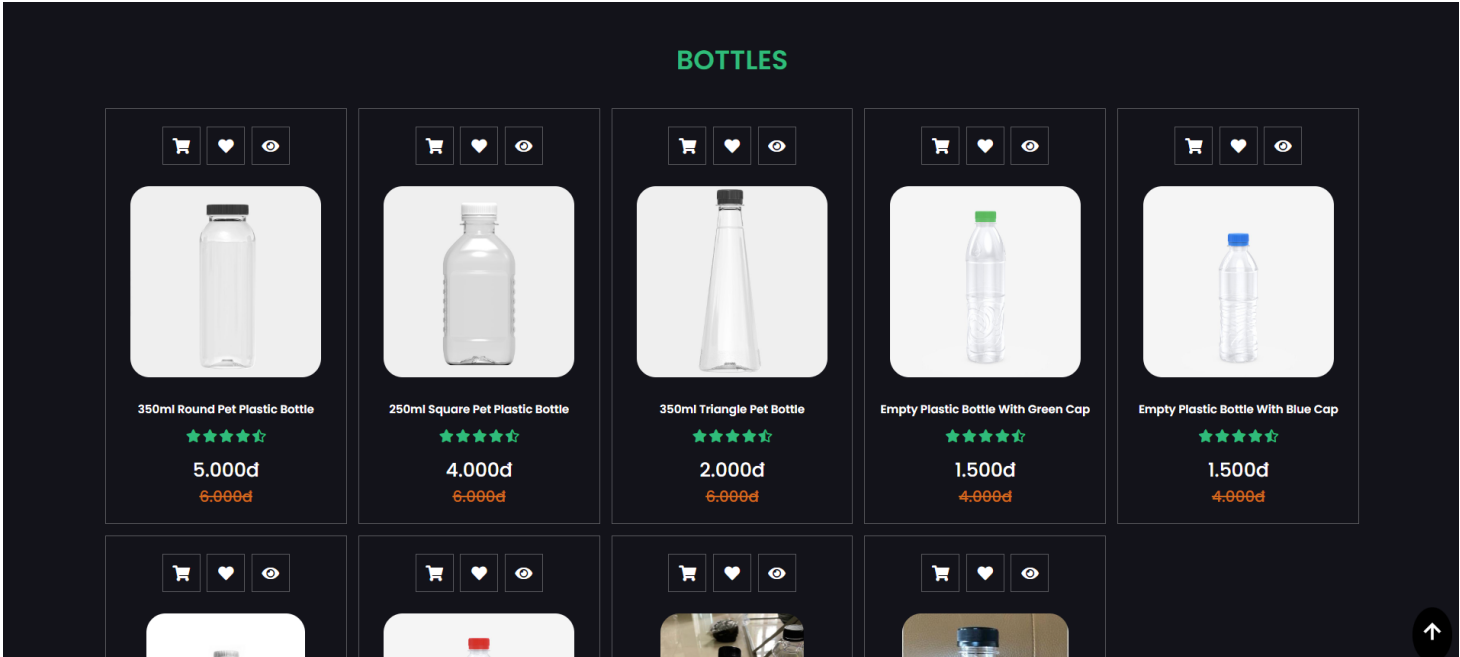 BOTTLES
350ml Round Pet Plastic Bottle
5.000đ
6.000đ
250ml Square Pet Plastic Bottle
4.000đ
6.000đ
350ml Triangle Pet Bottle
2.000đ
6.000đ
Empty Plastic Bottle With Green Cap
1.500đ
4.000đ
Empty Plastic Bottle With Blue Cap
1.500đ
4.000đ